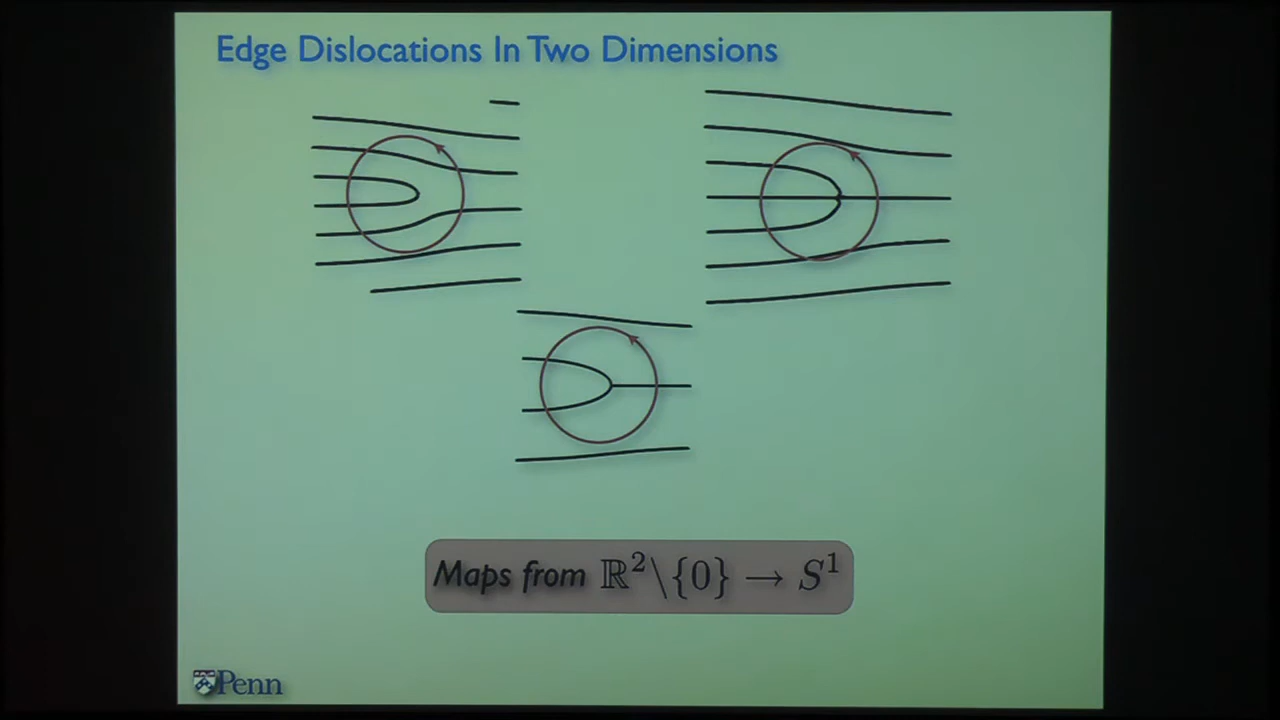 Edge Dislocations In Two Dimensions
Maps from ℝ²\{0} → S¹
Penn